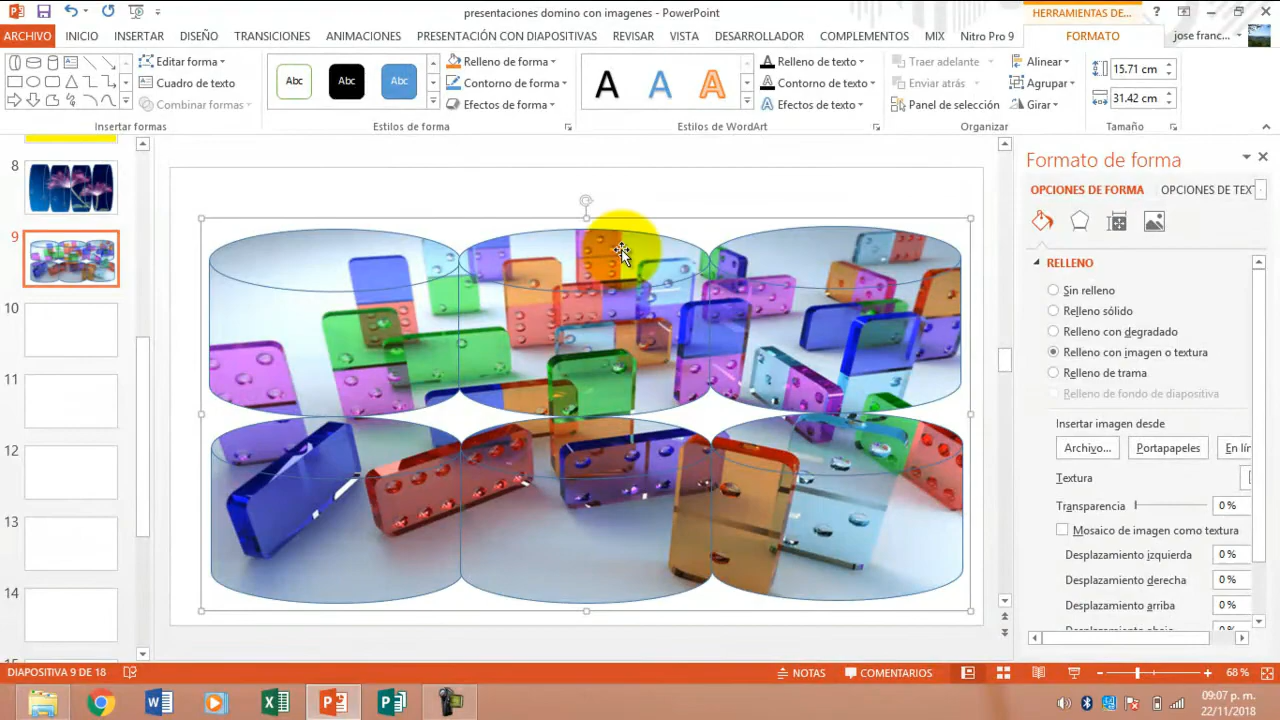 presentaciones domino con imagenes - PowerPoint
HERRAMIENTAS DE...
ARCHIVO INICIO INSERTAR DISEÑO TRANSICIONES ANIMACIONES PRESENTACIÓN CON DIAPOSITIVAS REVISAR VISTA DESARROLLADOR COMPLEMENTOS MIX Nitro Pro 9 FORMATO jose franc...
Editar forma
Cuadro de texto
Combinar formas
Insertar formas
Abc Abc Abc
Relleno de forma
Contorno de forma
Efectos de forma
Estilos de forma
A A A
Relleno de texto
Contorno de texto
Efectos de texto
Estilos de WordArt
Traer adelante
Enviar atrás
Panel de selección
Alinear
Agrupar
Girar
Organizar
15.71 cm
31.42 cm
Tamaño
8
9
10
11
12
13
14
Formato de forma
OPCIONES DE FORMA OPCIONES DE TEX
RELLENO
Sin relleno
Relleno sólido
Relleno con degradado
Relleno con imagen o textura
Relleno de trama
Relleno de fondo de diapositiva
Insertar imagen desde
Archivo... Portapapeles En lín
Textura
Transparencia 0 %
Mosaico de imagen como textura
Desplazamiento izquierda 0 %
Desplazamiento derecha 0 %
Desplazamiento arriba 0 %
DIAPOSITIVA 9 DE 18 NOTAS COMENTARIOS 68 %
09:07 p. m.
22/11/2018